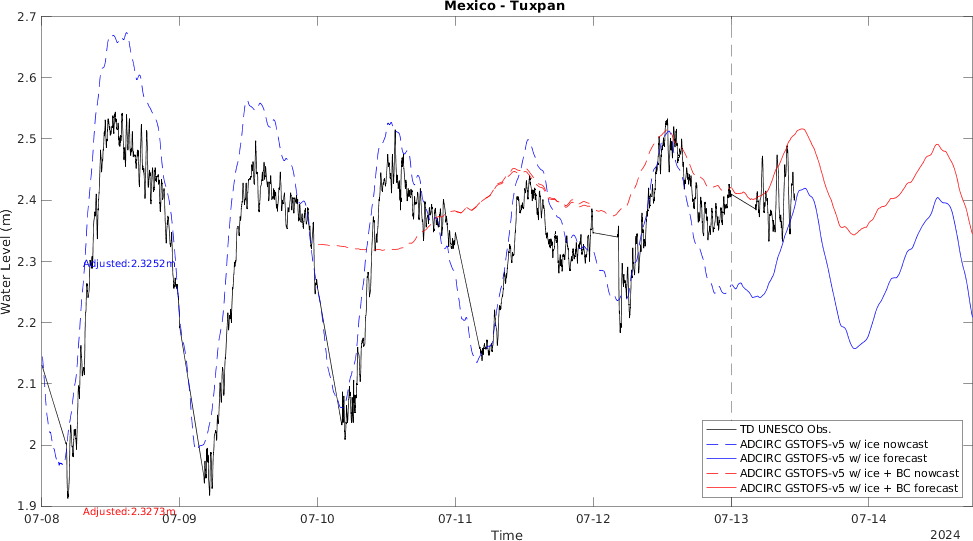 Mexico - Tuxpan
2.7
2.6
2.5
2.4
2.3
2.2
2.1
2
1.9
Water Level (m)
Adjusted:2.3252m
Adjusted:2.3273m
TD UNESCO Obs.
ADCIRC GSTOFS-v5 w/ ice nowcast
ADCIRC GSTOFS-v5 w/ ice forecast
ADCIRC GSTOFS-v5 w/ ice + BC nowcast
ADCIRC GSTOFS-v5 w/ ice + BC forecast
07-08 07-09 07-10 07-11 07-12 07-13 07-14
Time
2024